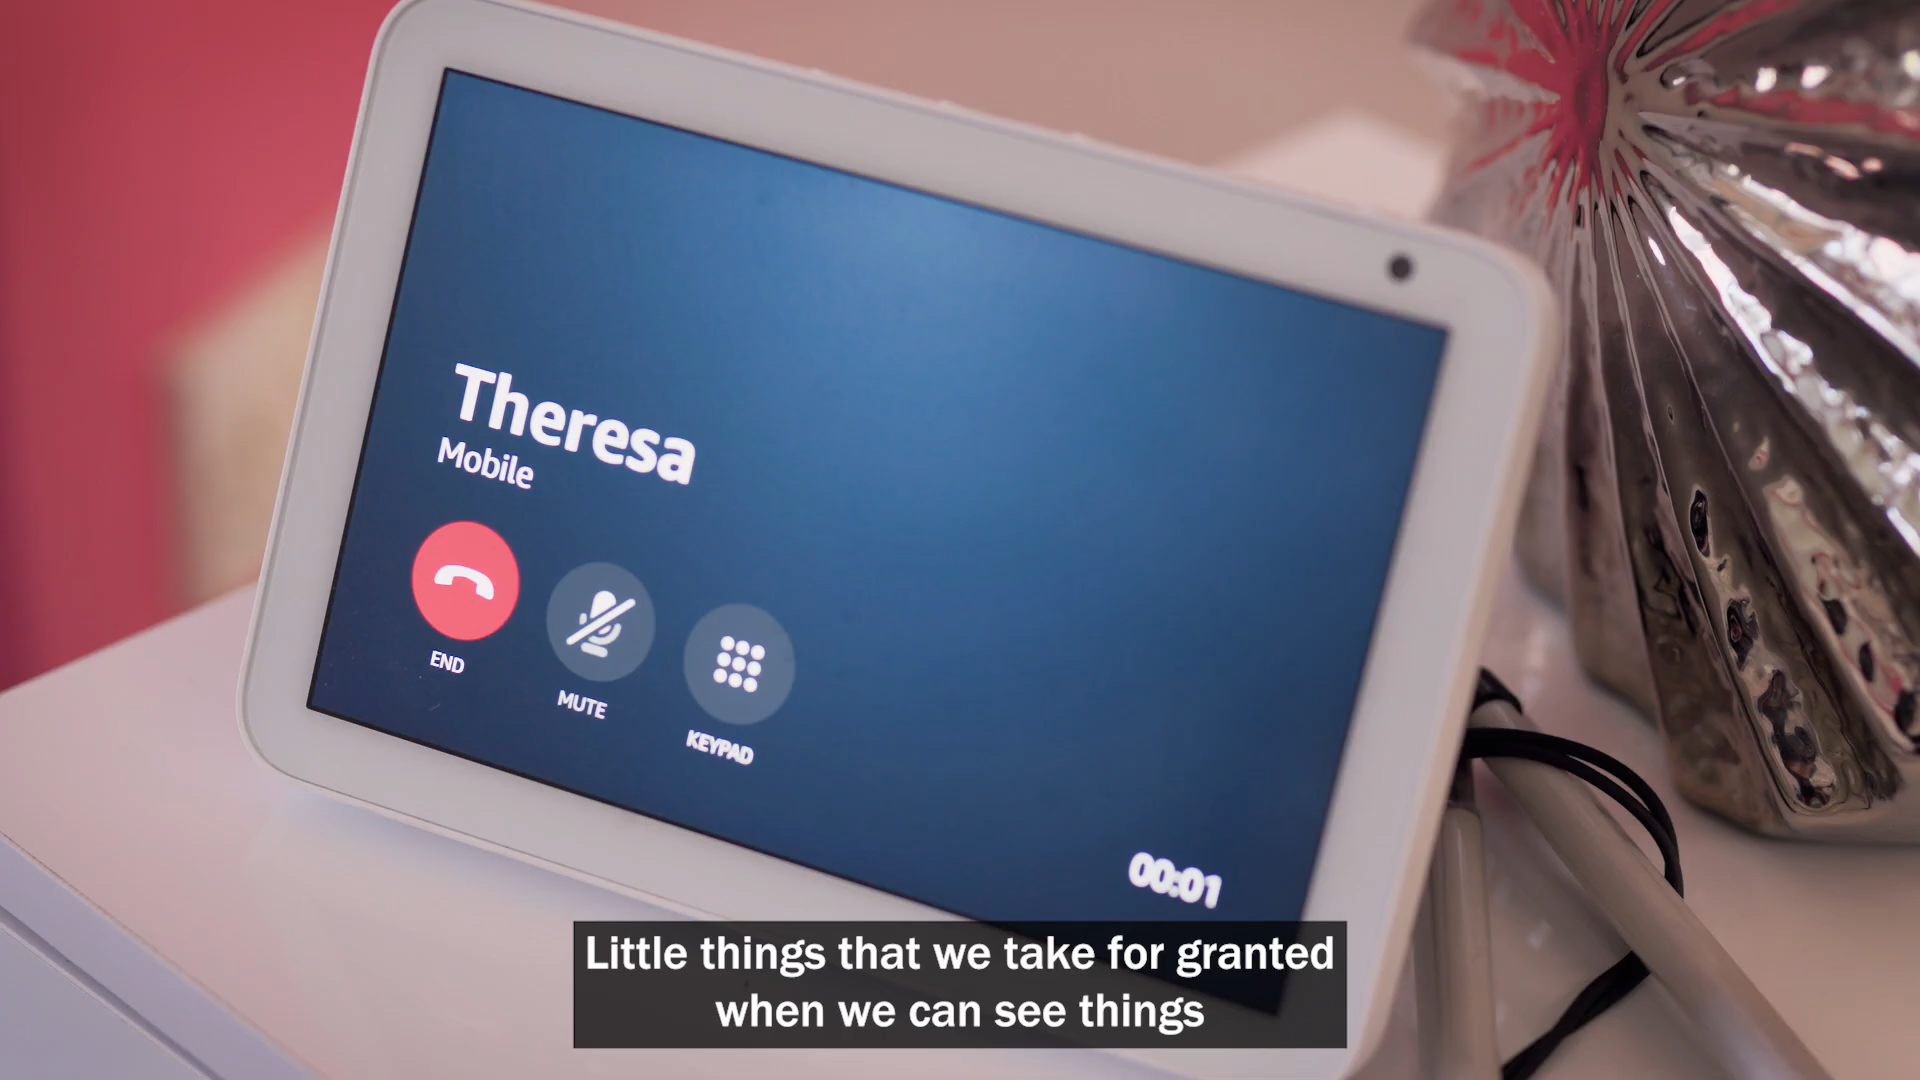 Theresa
Mobile
END
MUTE
KEYPAD
00:01
Little things that we take for granted
when we can see things